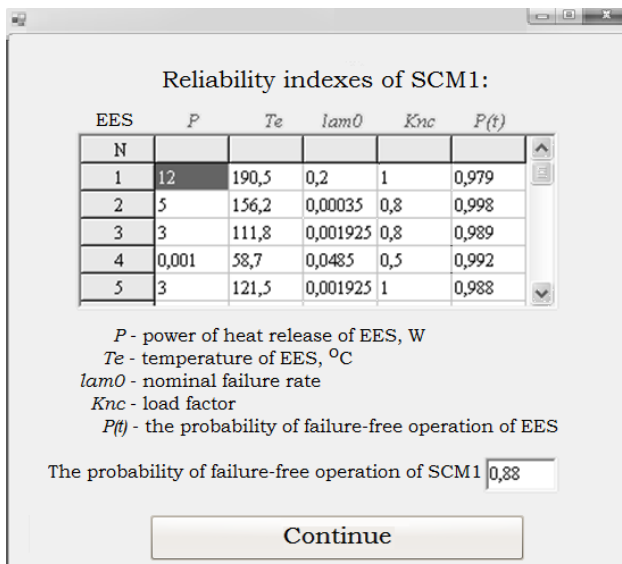 Reliability indexes of SCM1:
EES P Te lam0 Knc P(t)
N
1 12 190,5 0,2 1 0,979
2 5 156,2 0,00035 0,8 0,998
3 3 111,8 0,001925 0,8 0,989
4 0,001 58,7 0,0485 0,5 0,992
5 3 121,5 0,001925 1 0,988
P - power of heat release of EES, W
Te - temperature of EES, °C
lam0 - nominal failure rate
Knc - load factor
P(t) - the probability of failure-free operation of EES
The probability of failure-free operation of SCM1 0,88
Continue